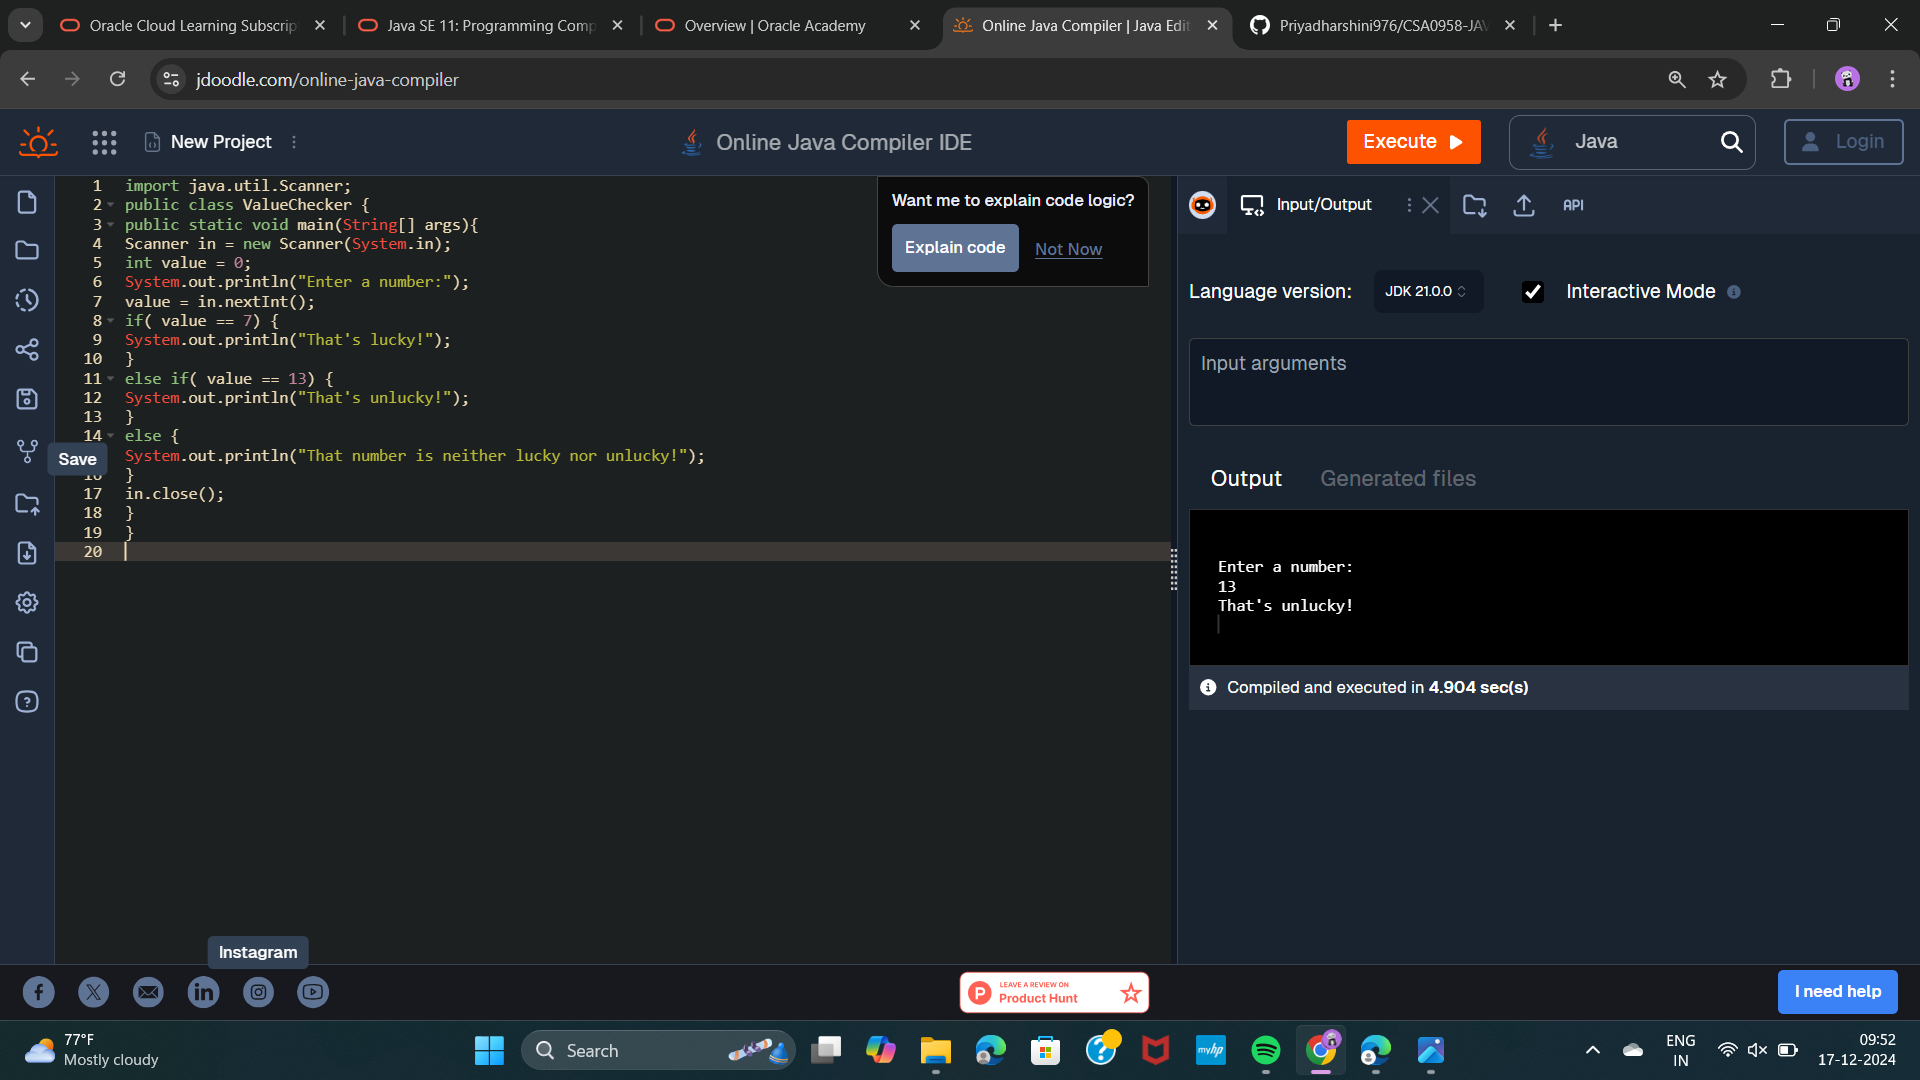 Oracle Cloud Learning Subscrip
Java SE 11: Programming Comp
Overview | Oracle Academy
Online Java Compiler | Java Edit
Priyadharshini976/CSA0958-JAV
jdoodle.com/online-java-compiler
New Project
Online Java Compiler IDE
Execute
Java
Login
1 import java.util.Scanner;
2 public class ValueChecker {
3 public static void main(String[] args){
4 Scanner in = new Scanner(System.in);
5 int value = 0;
6 System.out.println("Enter a number:");
7 value = in.nextInt();
8 if( value == 7) {
9 System.out.println("That's lucky!");
10 }
11 else if( value == 13) {
12 System.out.println("That's unlucky!");
13 }
14 else {
System.out.println("That number is neither lucky nor unlucky!");
16 }
17 in.close();
18 }
19 }
20
Save
Want me to explain code logic?
Explain code
Not Now
Input/Output
API
Language version:
JDK 21.0.0
Interactive Mode
Input arguments
Output
Generated files
Enter a number:
13
That's unlucky!
Compiled and executed in 4.904 sec(s)
Instagram
LEAVE A REVIEW ON
Product Hunt
I need help
77°F
Mostly cloudy
Search
myhp
ENG
IN
09:52
17-12-2024